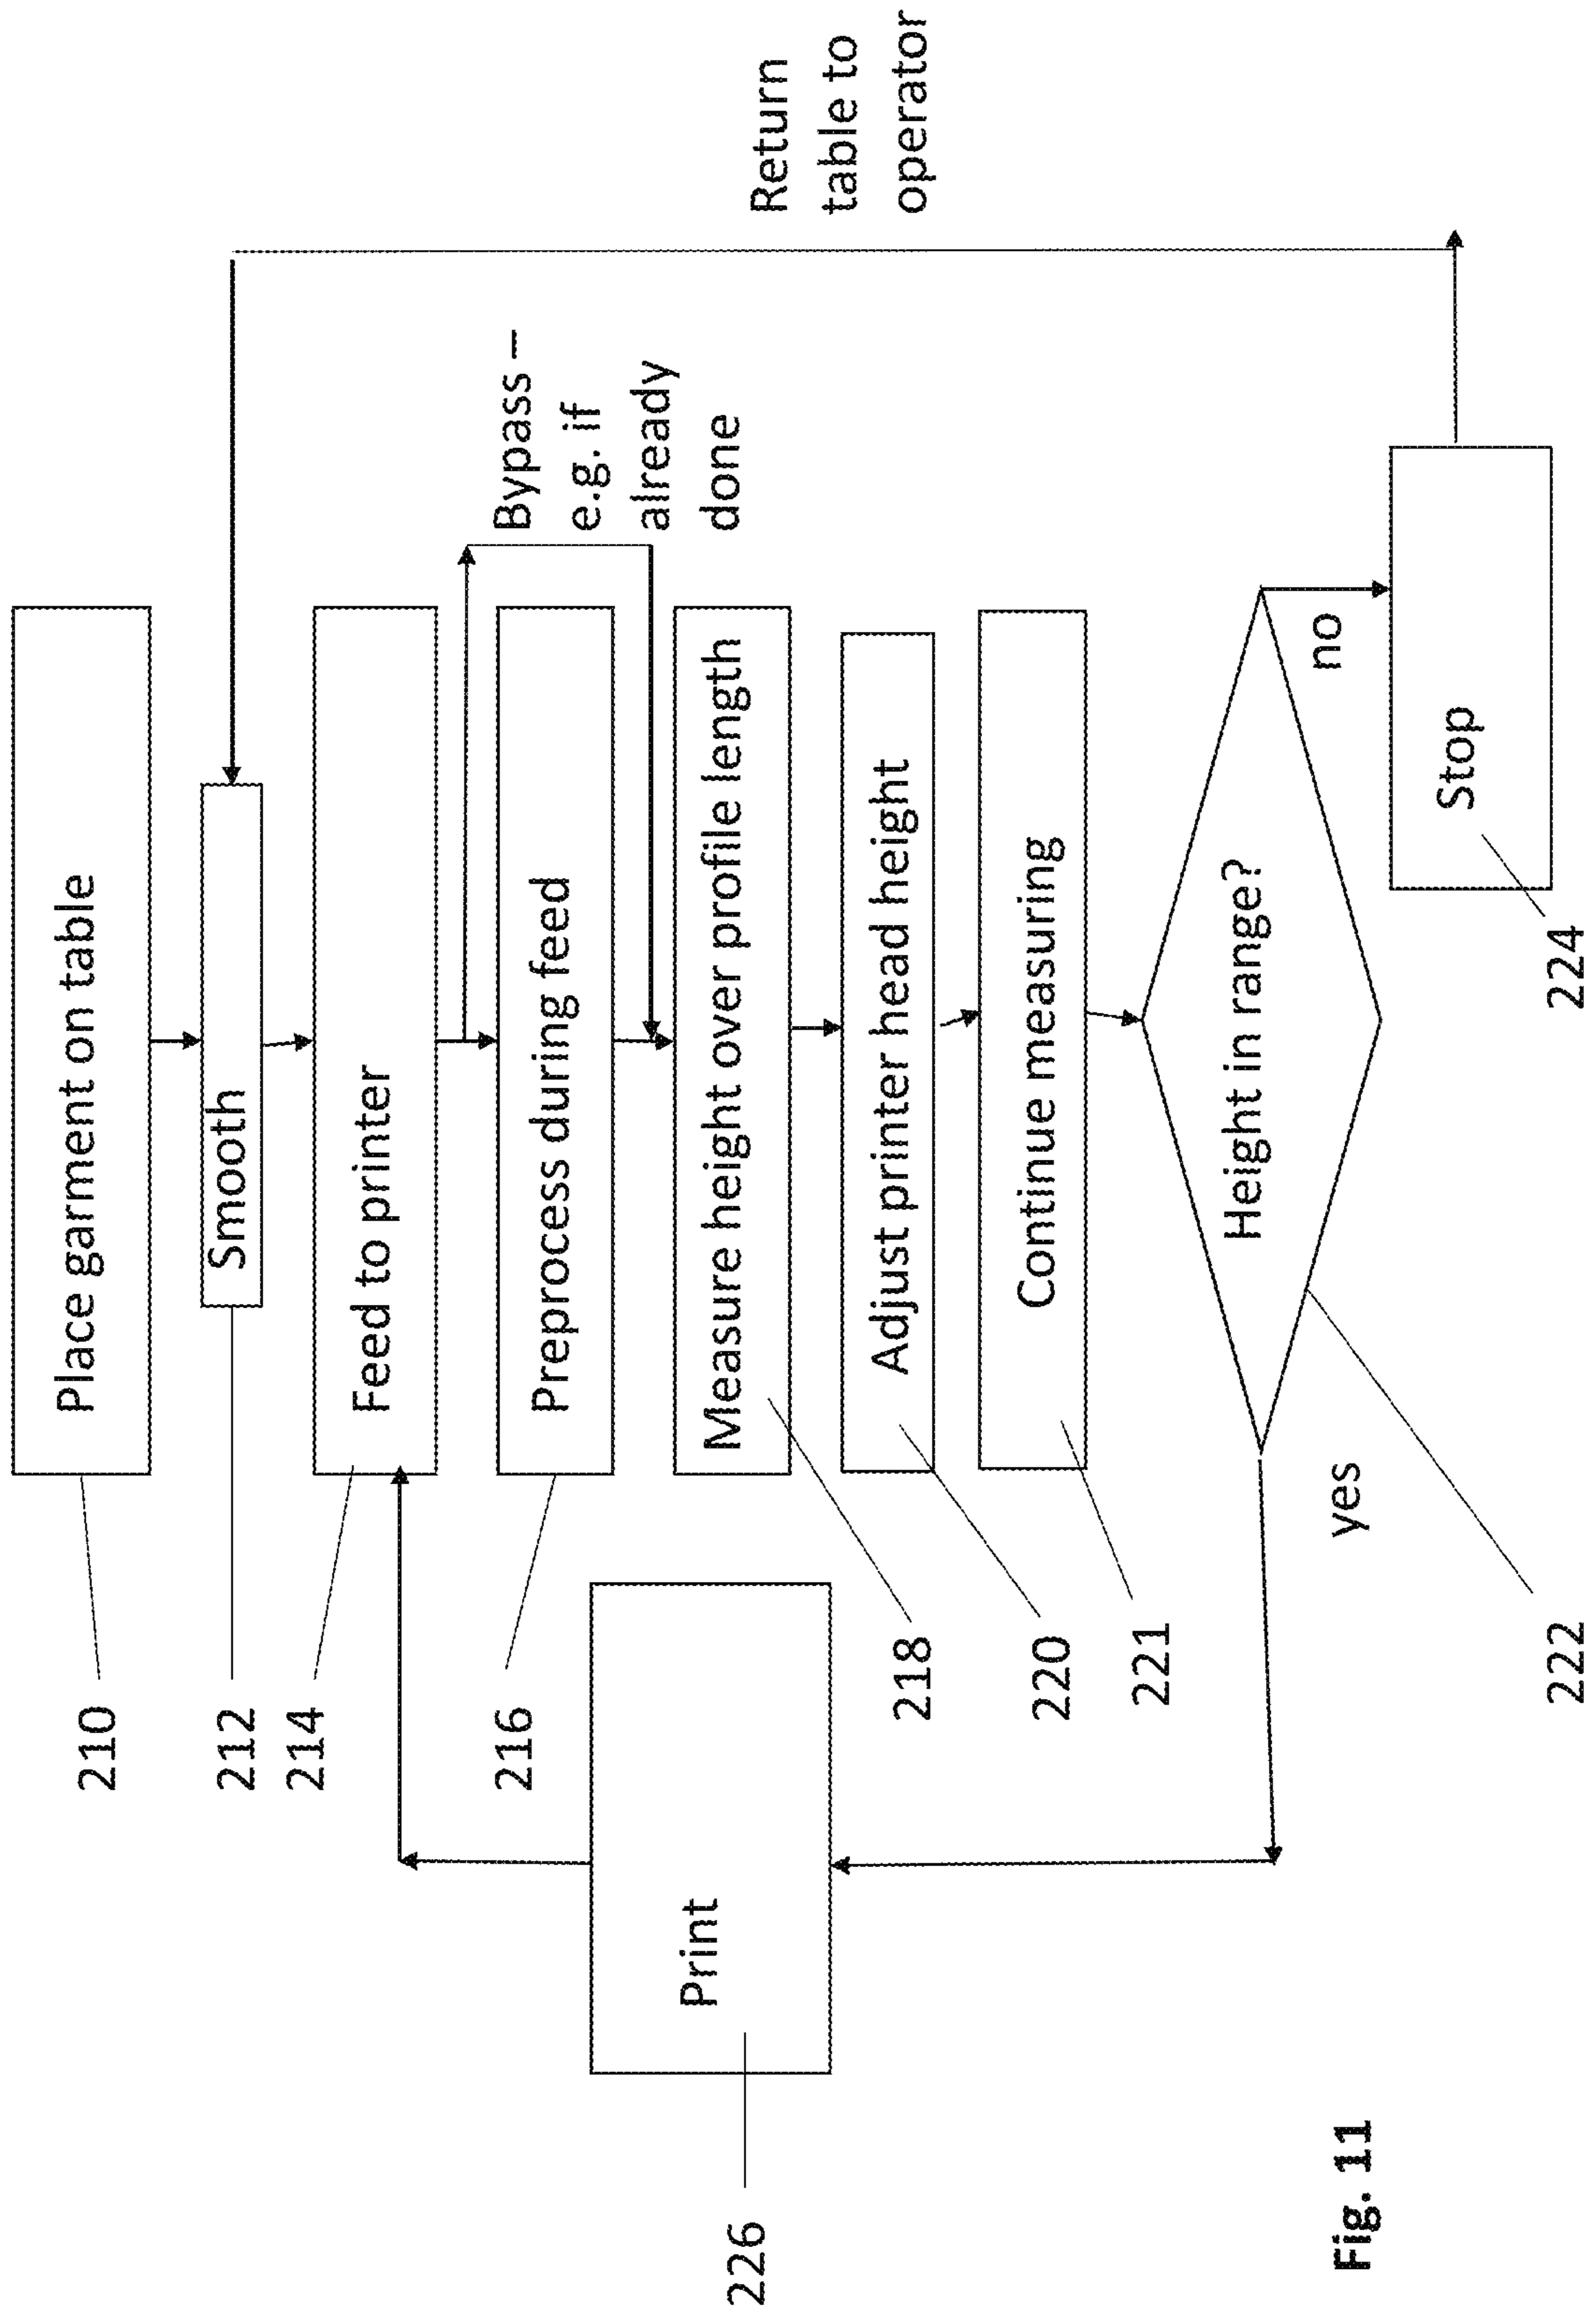 210
Place garment on table
212
Smooth
214
Feed to printer
Bypass –
e.g. if
already
done
216
Preprocess during feed
218
Measure height over profile length
Return
table to
operator
226
Print
220
Adjust printer head height
221
Continue measuring
222
Height in range?
yes
no
224
Stop
Fig. 11